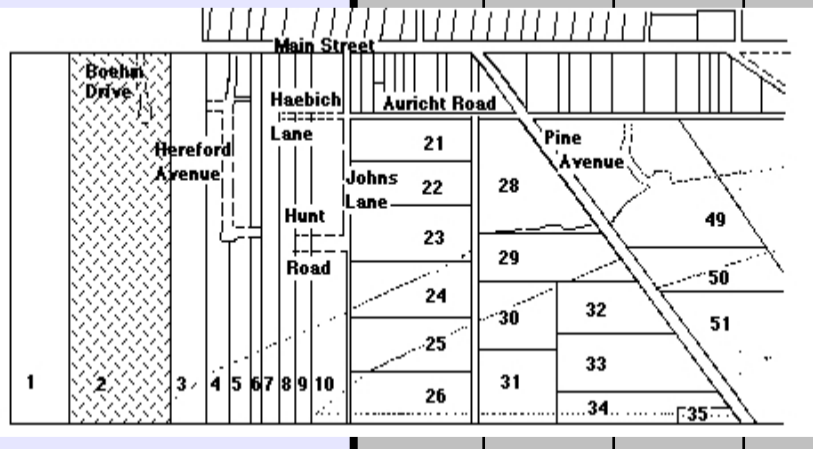 Main Street
Boehm
Drive
Haebich
Lane
Auricht Road
Hereford
Avenue
Johns
Lane
Pine
Avenue
Hunt
Road
21
22
23
24
25
26
28
29
30
31
32
33
34
35
49
50
51
1
2
3
4
5
6
7
8
9
10